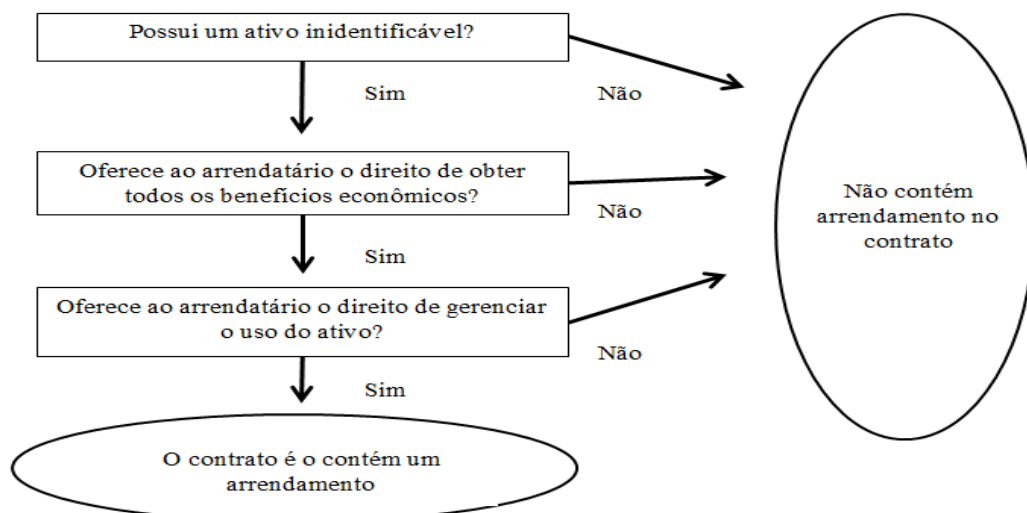 Possui um ativo inidentificável?
Sim
Não
Oferece ao arrendatário o direito de obter
todos os benefícios econômicos?
Não
Sim
Oferece ao arrendatário o direito de gerenciar
o uso do ativo?
Não
Sim
O contrato é o contém um
arrendamento
Não contém
arrendamento no
contrato